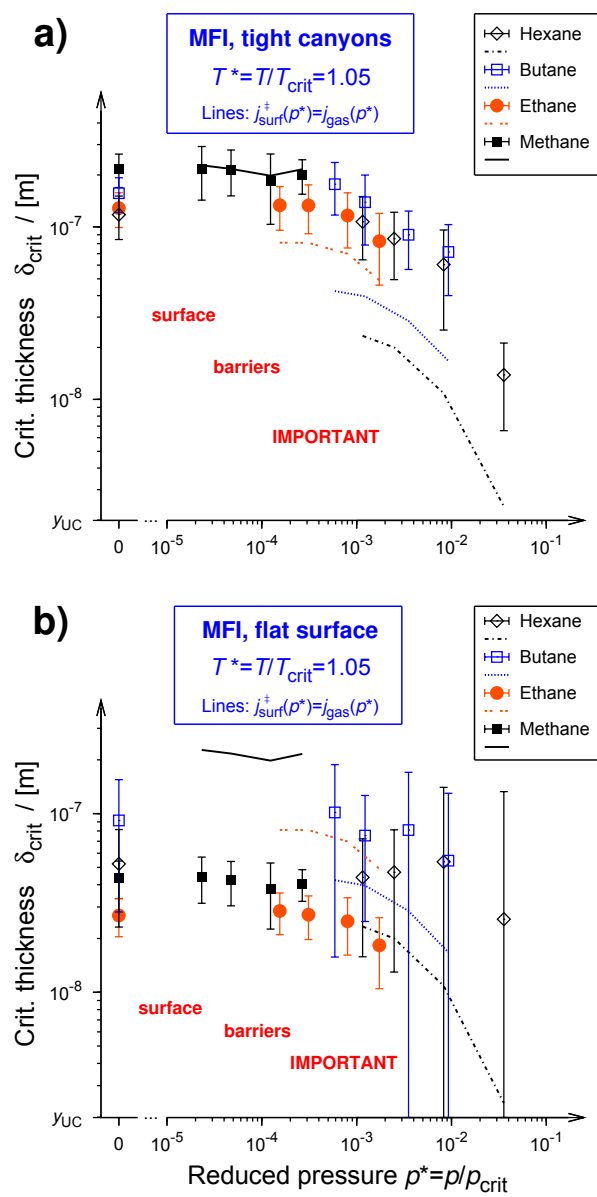 a)
MFI, tight canyons
T*=T/Tcrit=1.05
Lines: j‡surf(p*)=jgas(p*)
Hexane
Butane
Ethane
Methane
Crit. thickness δcrit / [m]
10⁻⁷
10⁻⁸
yUC
surface
barriers
IMPORTANT
0 ... 10⁻⁵ 10⁻⁴ 10⁻³ 10⁻² 10⁻¹
b)
MFI, flat surface
T*=T/Tcrit=1.05
Lines: j‡surf(p*)=jgas(p*)
Hexane
Butane
Ethane
Methane
Crit. thickness δcrit / [m]
10⁻⁷
10⁻⁸
yUC
surface
barriers
IMPORTANT
0 ... 10⁻⁵ 10⁻⁴ 10⁻³ 10⁻² 10⁻¹
Reduced pressure p*=p/pcrit